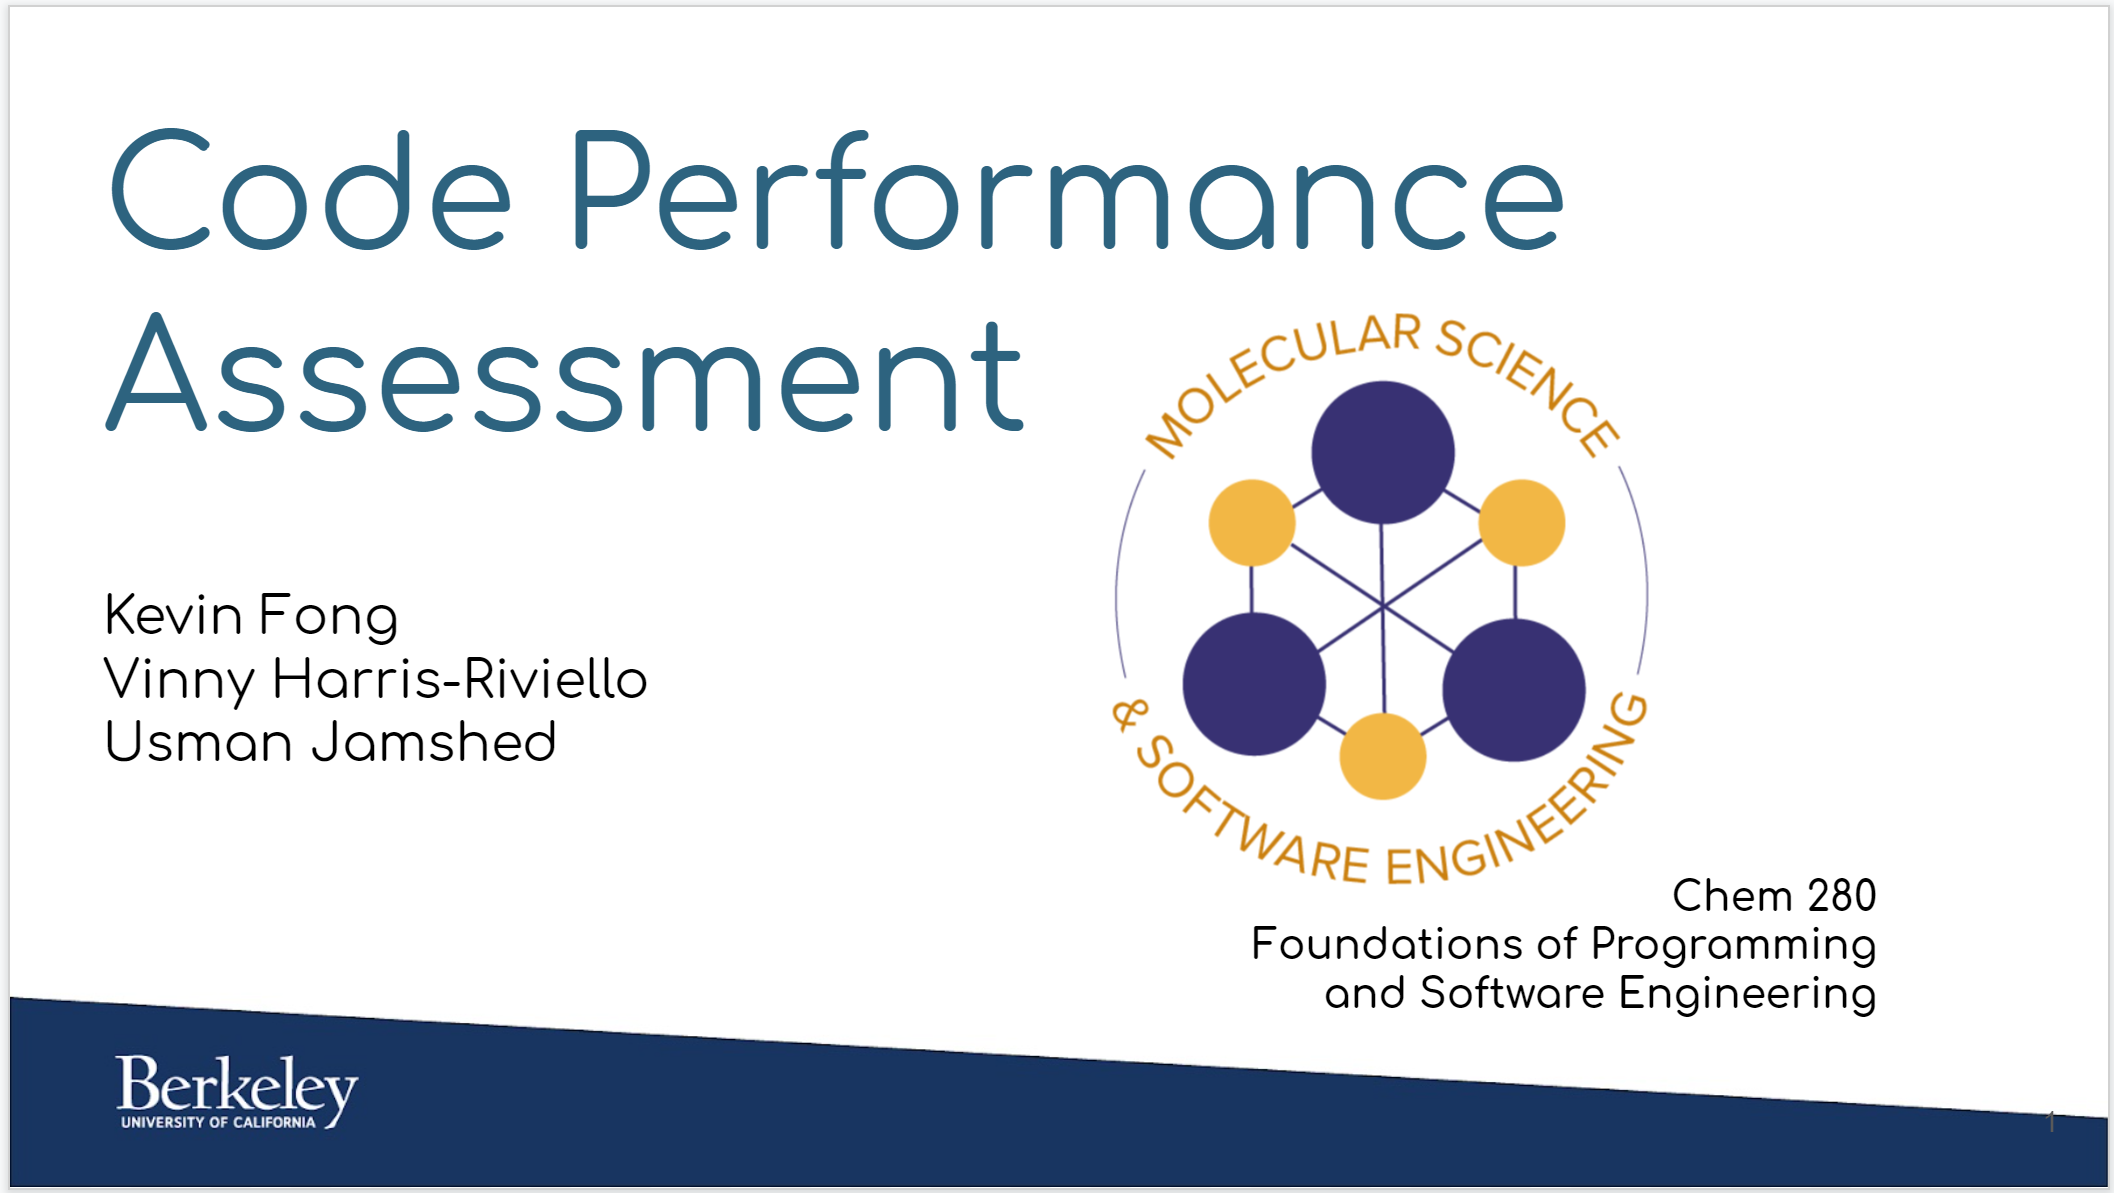 Code Performance
Assessment
MOLECULAR SCIENCE
& SOFTWARE ENGINEERING
Kevin Fong
Vinny Harris-Riviello
Usman Jamshed
Chem 280
Foundations of Programming
and Software Engineering
Berkeley
UNIVERSITY OF CALIFORNIA
1